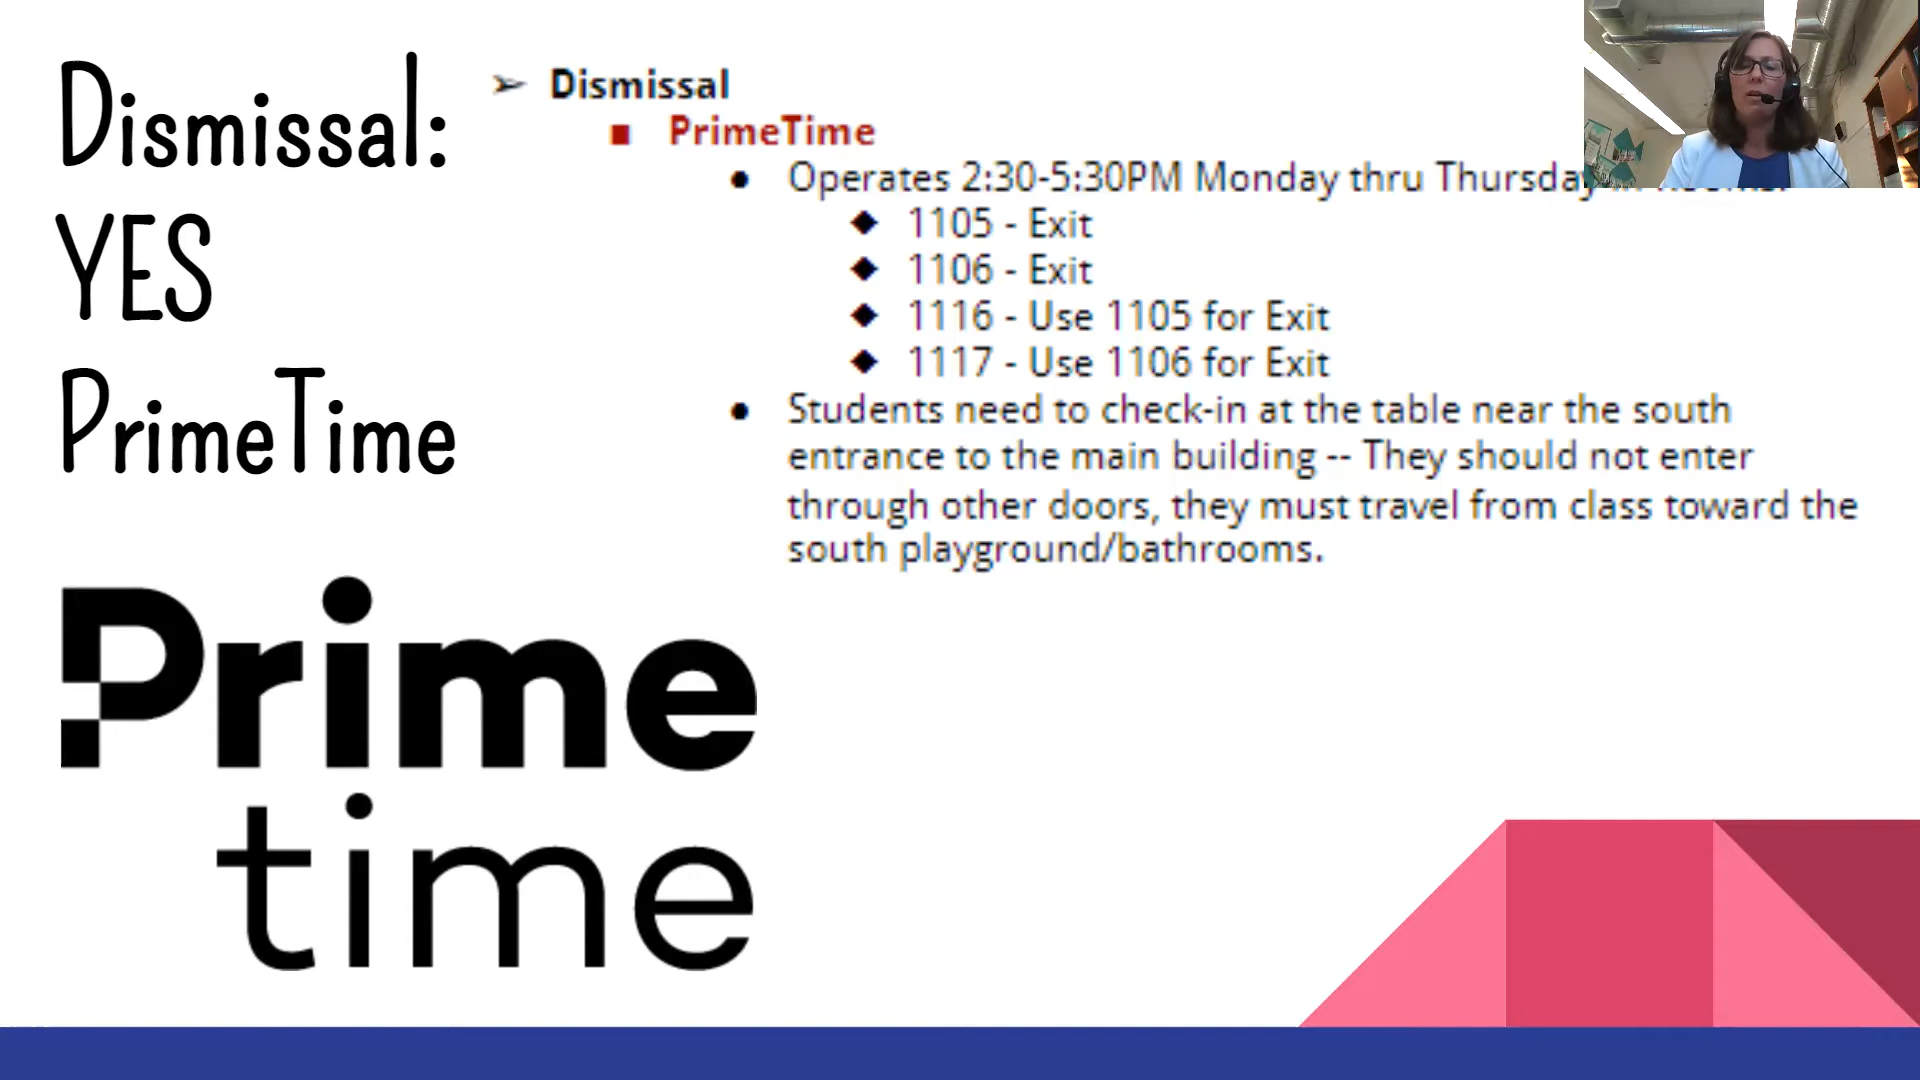 Dismissal:
YES
PrimeTime
➢ Dismissal
■ PrimeTime
● Operates 2:30-5:30PM Monday thru Thursday
◆ 1105 - Exit
◆ 1106 - Exit
◆ 1116 - Use 1105 for Exit
◆ 1117 - Use 1106 for Exit
● Students need to check-in at the table near the south
entrance to the main building -- They should not enter
through other doors, they must travel from class toward the
south playground/bathrooms.
Prime
time